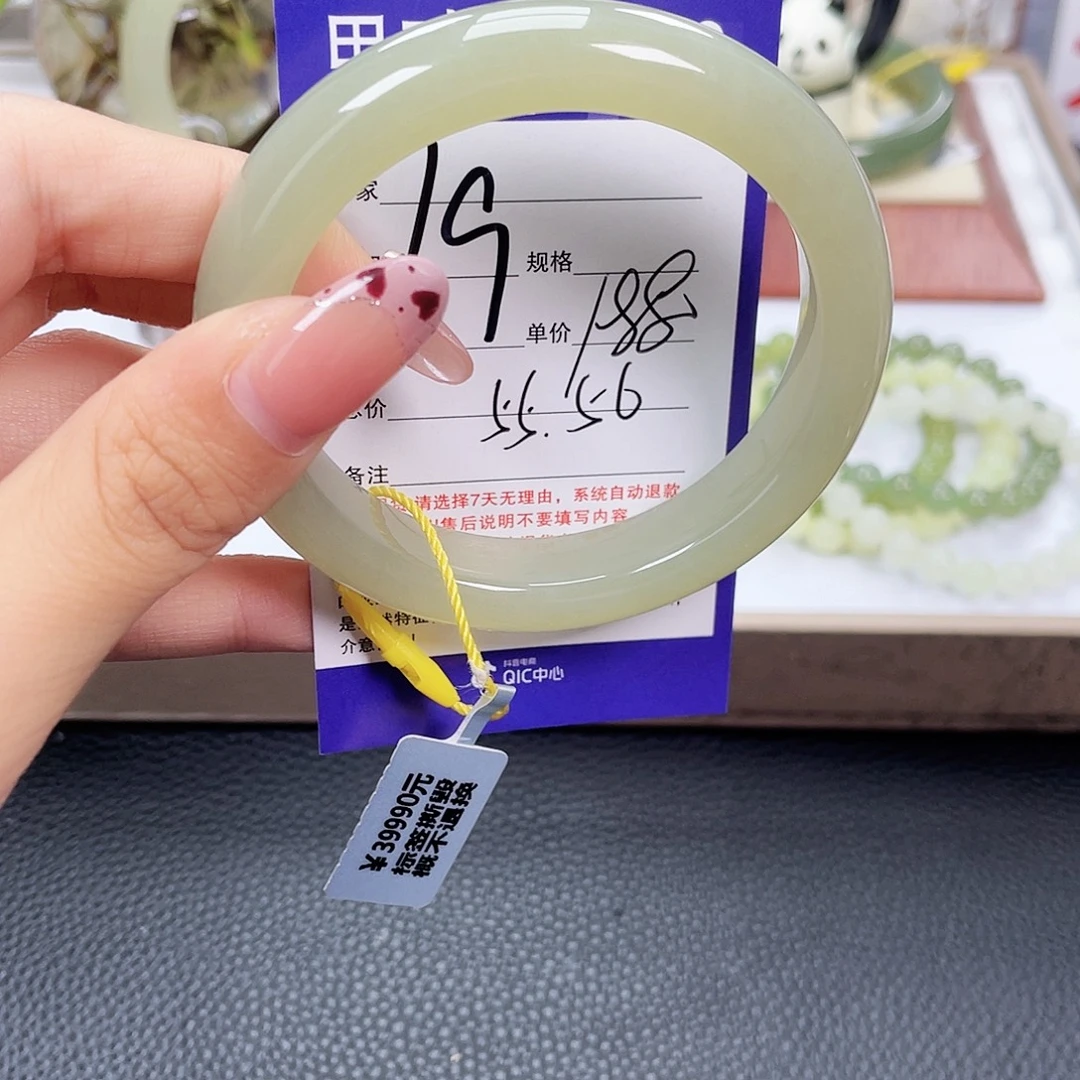 家
19
规格
单价 188
总价 55.56
备注
请选择7天无理由，系统自动退款
售后说明不要填写内容
介意
抖音电商
QIC中心
¥39990元
标签撕毁
概不退换